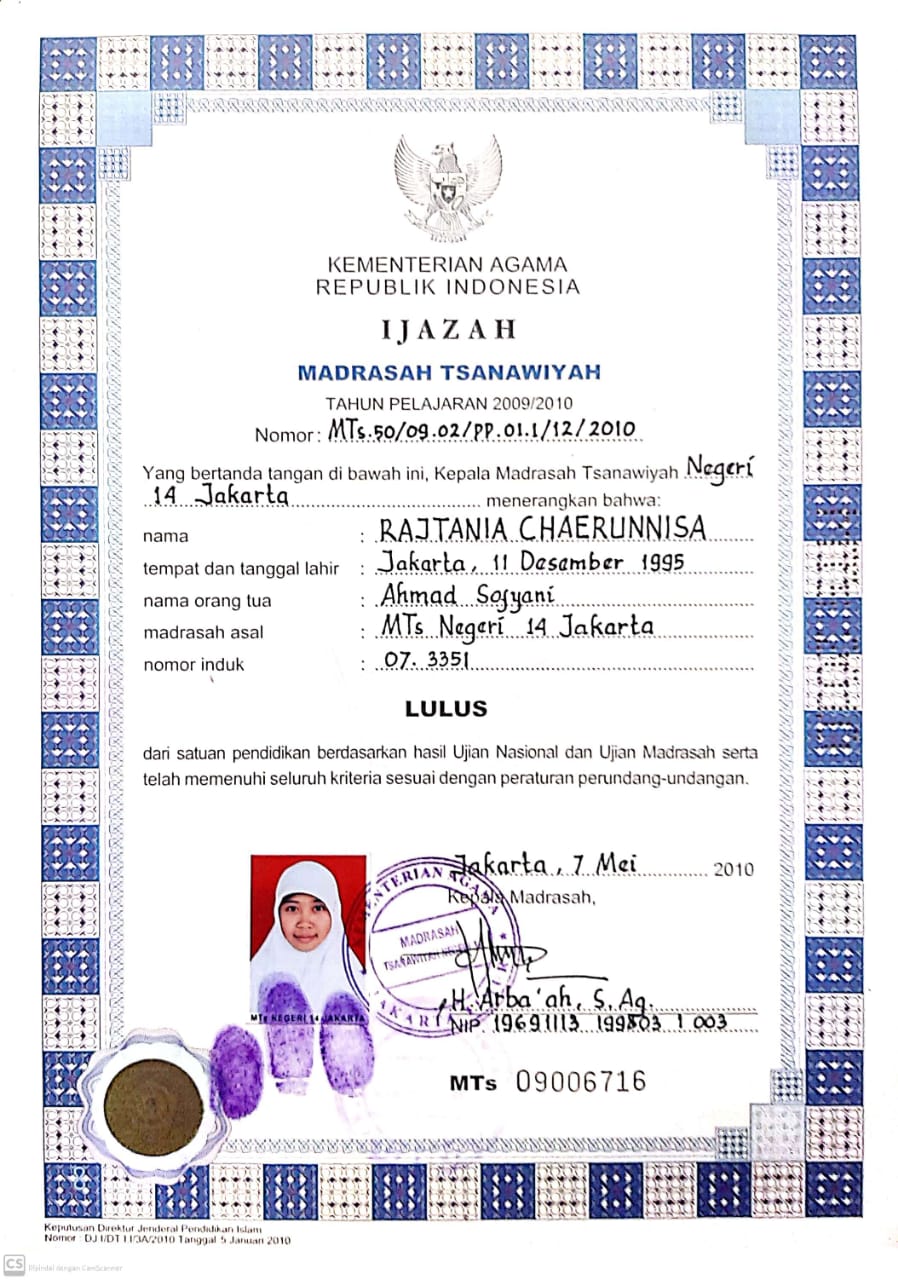 KEMENTERIAN AGAMA
REPUBLIK INDONESIA
IJAZAH
MADRASAH TSANAWIYAH
TAHUN PELAJARAN 2009/2010
Nomor : MTs.50/09.02/PP.01.1/12/2010
Yang bertanda tangan di bawah ini, Kepala Madrasah Tsanawiyah Negeri
14 Jakarta menerangkan bahwa:
nama : RAJTANIA CHAERUNNISA
tempat dan tanggal lahir : Jakarta, 11 Desember 1995
nama orang tua : Ahmad Sofyani
madrasah asal : MTs Negeri 14 Jakarta
nomor induk : 07. 3351
LULUS
dari satuan pendidikan berdasarkan hasil Ujian Nasional dan Ujian Madrasah serta
telah memenuhi seluruh kriteria sesuai dengan peraturan perundang-undangan.
Jakarta, 7 Mei 2010
Kepala Madrasah,
KEMENTERIAN AGAMA
MADRASAH
TSANAWIYAH
MTs NEGERI 14 JAKARTA
H. Arba'ah, S. Ag.
NIP. 19691113 199803 1 003
MTs 09006716
Keputusan Direktur Jenderal Pendidikan Islam
Nomor : DJ.I/DT.I.I/3A/2010 Tanggal 5 Januari 2010
CS Dipindai dengan CamScanner